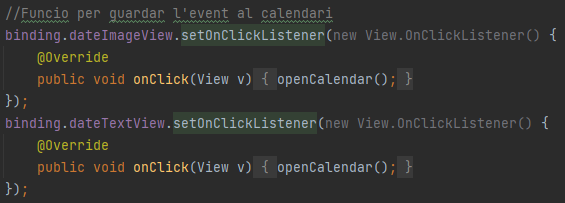 //Funcio per guardar l'event al calendari
binding.dateImageView.setOnClickListener(new View.OnClickListener() {
@Override
public void onClick(View v) { openCalendar(); }
});
binding.dateTextView.setOnClickListener(new View.OnClickListener() {
@Override
public void onClick(View v) { openCalendar(); }
});